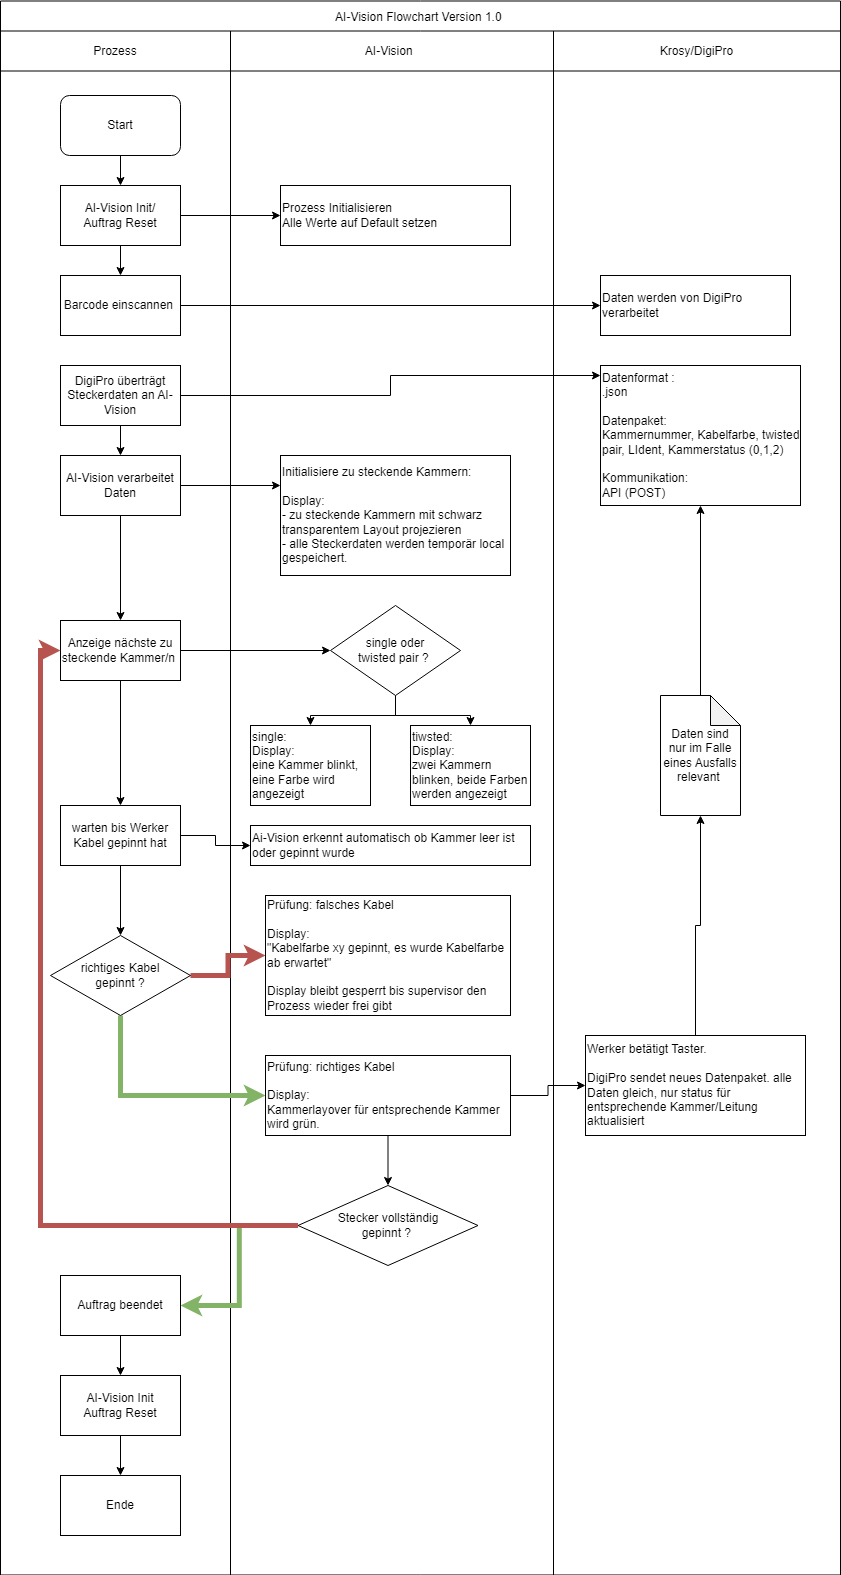 AI-Vision Flowchart Version 1.0
Prozess
AI-Vision
Krosy/DigiPro
Start
AI-Vision Init/
Auftrag Reset
Prozess Initialisieren
Alle Werte auf Default setzen
Barcode einscannen
Daten werden von DigiPro
verarbeitet
DigiPro überträgt
Steckerdaten an AI-
Vision
Datenformat :
.json
Datenpaket:
Kammernummer, Kabelfarbe, twisted
pair, LIdent, Kammerstatus (0,1,2)
Kommunikation:
API (POST)
AI-Vision verarbeitet
Daten
Initialisiere zu steckende Kammern:
Display:
- zu steckende Kammern mit schwarz
transparentem Layout projezieren
- alle Steckerdaten werden temporär local
gespeichert.
Anzeige nächste zu
steckende Kammer/n
single oder
twisted pair ?
single:
Display:
eine Kammer blinkt,
eine Farbe wird
angezeigt
tiwsted:
Display:
zwei Kammern
blinken, beide Farben
werden angezeigt
Daten sind
nur im Falle
eines Ausfalls
relevant
warten bis Werker
Kabel gepinnt hat
Ai-Vision erkennt automatisch ob Kammer leer ist
oder gepinnt wurde
richtiges Kabel
gepinnt ?
Prüfung: falsches Kabel
Display:
"Kabelfarbe xy gepinnt, es wurde Kabelfarbe
ab erwartet"
Display bleibt gesperrt bis supervisor den
Prozess wieder frei gibt
Prüfung: richtiges Kabel
Display:
Kammerlayover für entsprechende Kammer
wird grün.
Werker betätigt Taster.
DigiPro sendet neues Datenpaket. alle
Daten gleich, nur status für
entsprechende Kammer/Leitung
aktualisiert
Stecker vollständig
gepinnt ?
Auftrag beendet
AI-Vision Init
Auftrag Reset
Ende